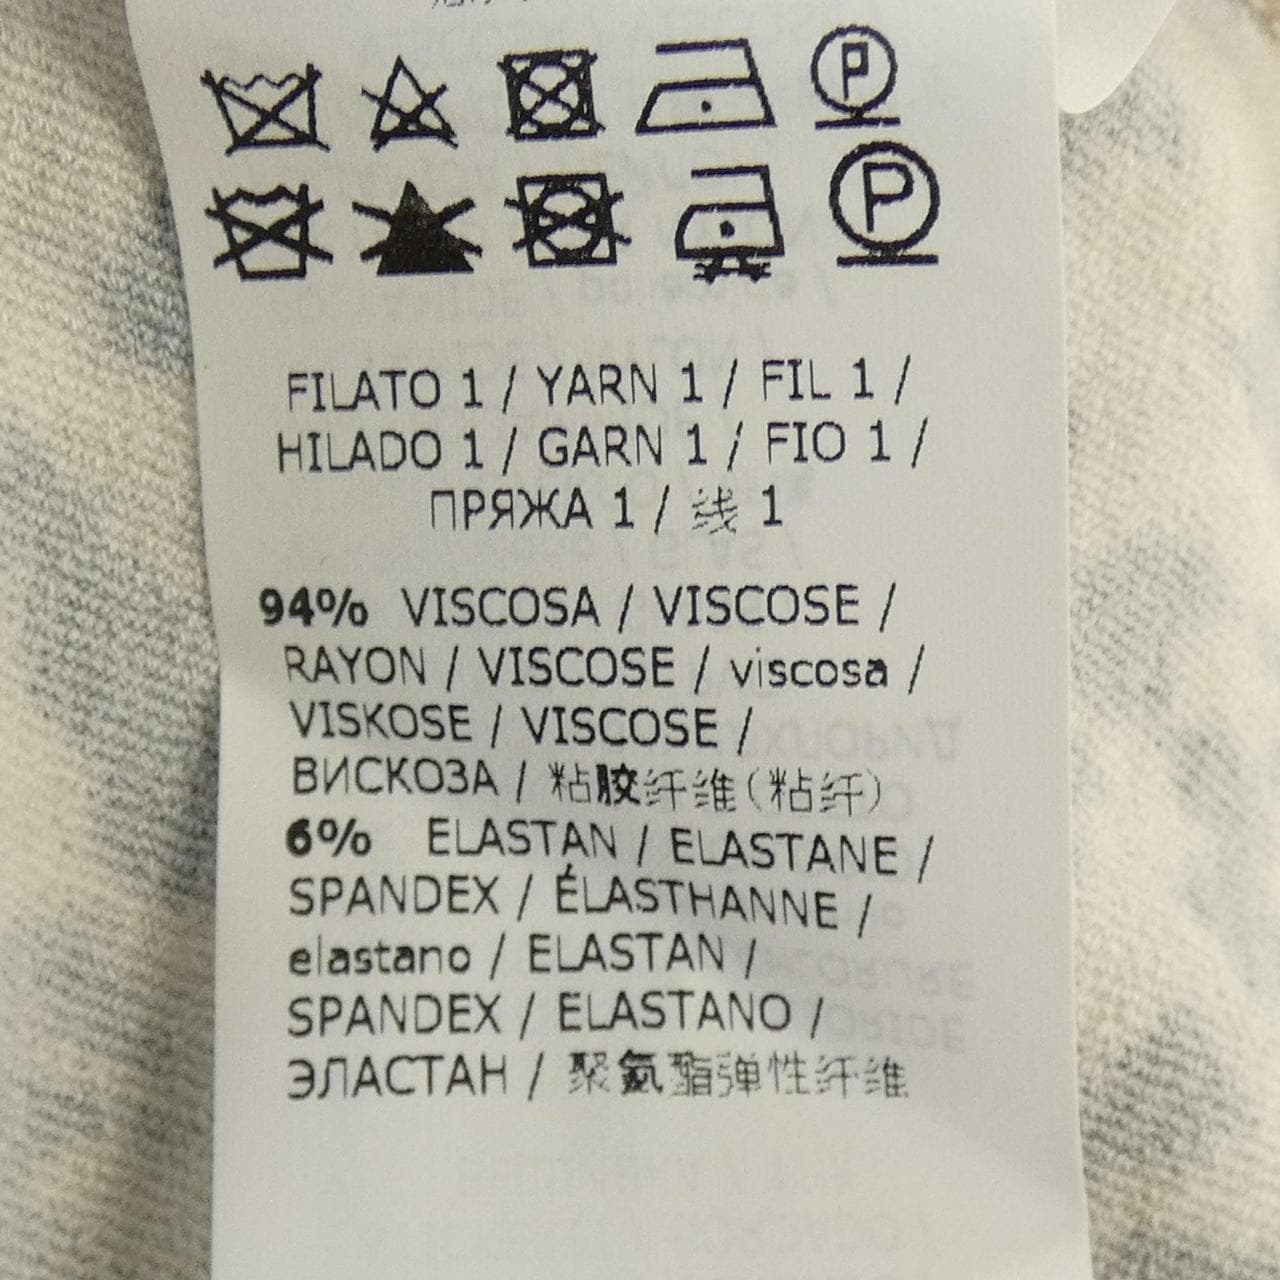 P
P
FILATO 1 / YARN 1 / FIL 1 /
HILADO 1 / GARN 1 / FIO 1 /
ПРЯЖА 1 / 线 1
94% VISCOSA / VISCOSE /
RAYON / VISCOSE / viscosa /
VISKOSE / VISCOSE /
ВИСКОЗА / 粘胶纤维(粘纤)
6% ELASTAN / ELASTANE /
SPANDEX / ÉLASTHANNE /
elastano / ELASTAN /
SPANDEX / ELASTANO /
ЭЛАСТАН / 聚氨酯弹性纤维